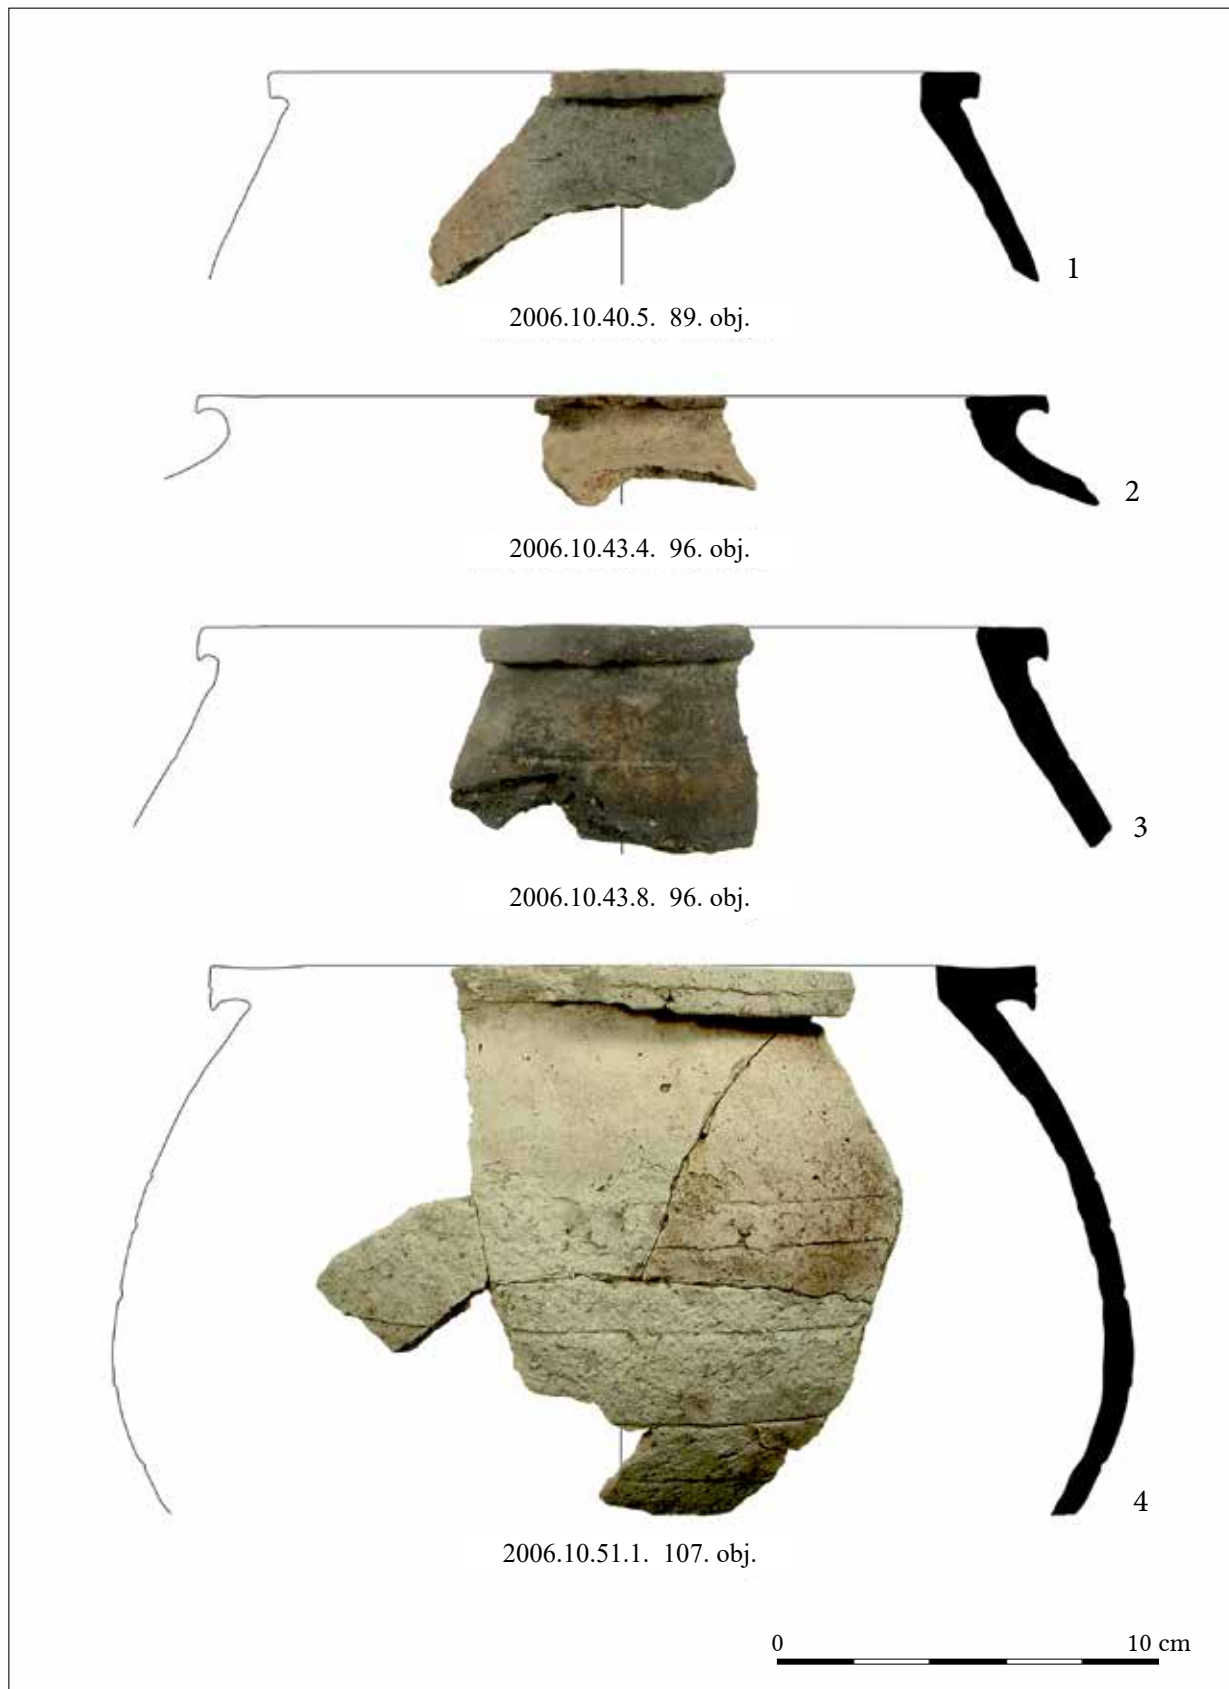 1
2006.10.40.5. 89. obj.
2
2006.10.43.4. 96. obj.
3
2006.10.43.8. 96. obj.
4
2006.10.51.1. 107. obj.
0 10 cm